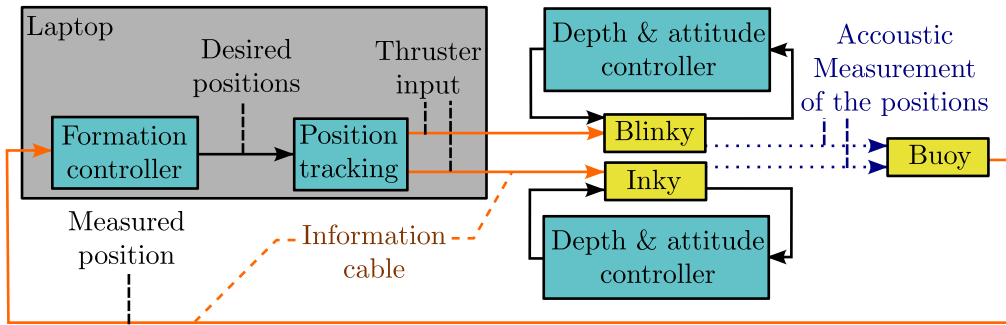 Laptop
Desired
positions
Thruster
input
Formation
controller
Position
tracking
Depth & attitude
controller
Blinky
Inky
Depth & attitude
controller
Accoustic
Measurement
of the positions
Buoy
Measured
position
Information
cable